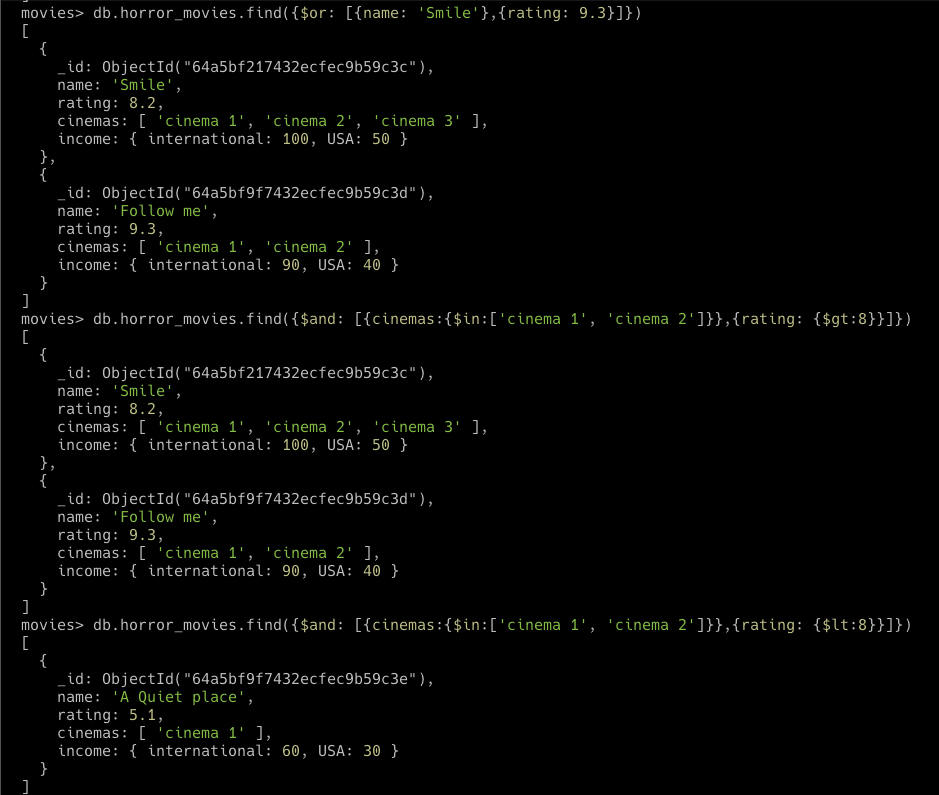 movies> db.horror_movies.find({$or: [{name: 'Smile'},{rating: 9.3}]})
[
  {
    _id: ObjectId("64a5bf217432ecfec9b59c3c"),
    name: 'Smile',
    rating: 8.2,
    cinemas: [ 'cinema 1', 'cinema 2', 'cinema 3' ],
    income: { international: 100, USA: 50 }
  },
  {
    _id: ObjectId("64a5bf9f7432ecfec9b59c3d"),
    name: 'Follow me',
    rating: 9.3,
    cinemas: [ 'cinema 1', 'cinema 2' ],
    income: { international: 90, USA: 40 }
  }
]
movies> db.horror_movies.find({$and: [{cinemas:{$in:['cinema 1', 'cinema 2']}},{rating: {$gt:8}}]})
[
  {
    _id: ObjectId("64a5bf217432ecfec9b59c3c"),
    name: 'Smile',
    rating: 8.2,
    cinemas: [ 'cinema 1', 'cinema 2', 'cinema 3' ],
    income: { international: 100, USA: 50 }
  },
  {
    _id: ObjectId("64a5bf9f7432ecfec9b59c3d"),
    name: 'Follow me',
    rating: 9.3,
    cinemas: [ 'cinema 1', 'cinema 2' ],
    income: { international: 90, USA: 40 }
  }
]
movies> db.horror_movies.find({$and: [{cinemas:{$in:['cinema 1', 'cinema 2']}},{rating: {$lt:8}}]})
[
  {
    _id: ObjectId("64a5bf9f7432ecfec9b59c3e"),
    name: 'A Quiet place',
    rating: 5.1,
    cinemas: [ 'cinema 1' ],
    income: { international: 60, USA: 30 }
  }
]